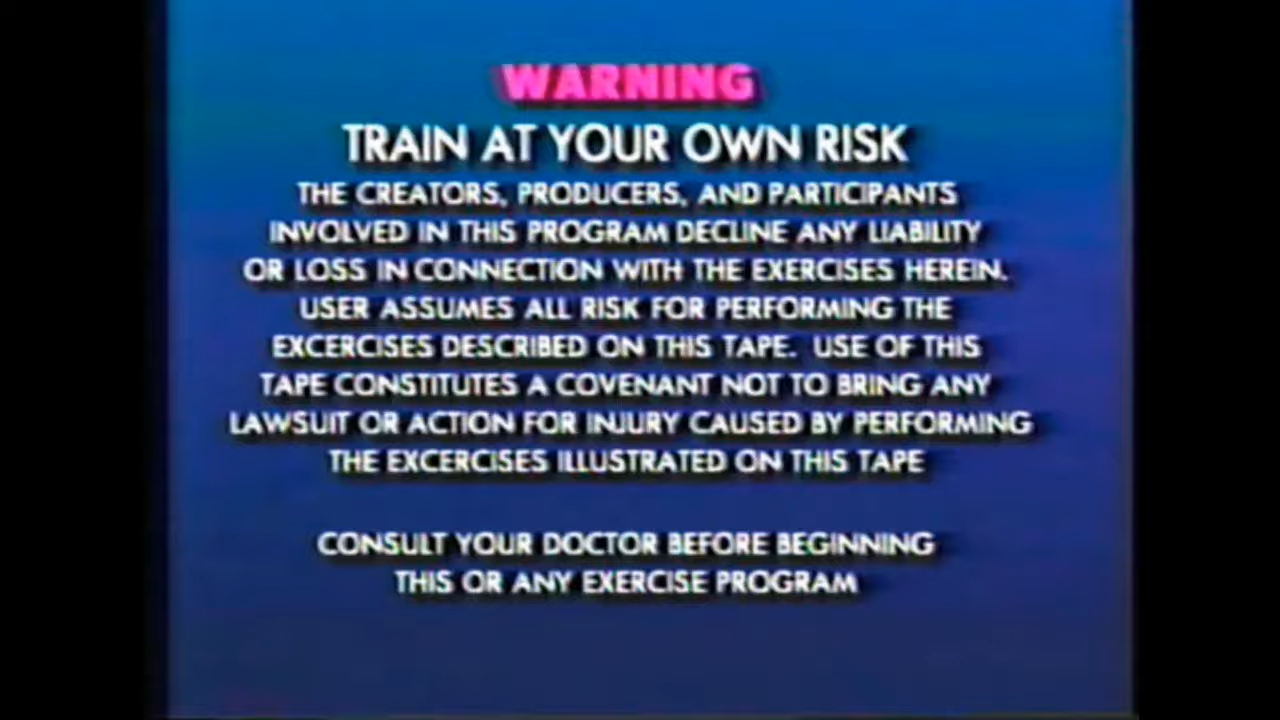 WARNING
TRAIN AT YOUR OWN RISK
THE CREATORS, PRODUCERS, AND PARTICIPANTS
INVOLVED IN THIS PROGRAM DECLINE ANY LIABILITY
OR LOSS IN CONNECTION WITH THE EXERCISES HEREIN.
USER ASSUMES ALL RISK FOR PERFORMING THE
EXCERCISES DESCRIBED ON THIS TAPE. USE OF THIS
TAPE CONSTITUTES A COVENANT NOT TO BRING ANY
LAWSUIT OR ACTION FOR INJURY CAUSED BY PERFORMING
THE EXCERCISES ILLUSTRATED ON THIS TAPE
CONSULT YOUR DOCTOR BEFORE BEGINNING
THIS OR ANY EXERCISE PROGRAM